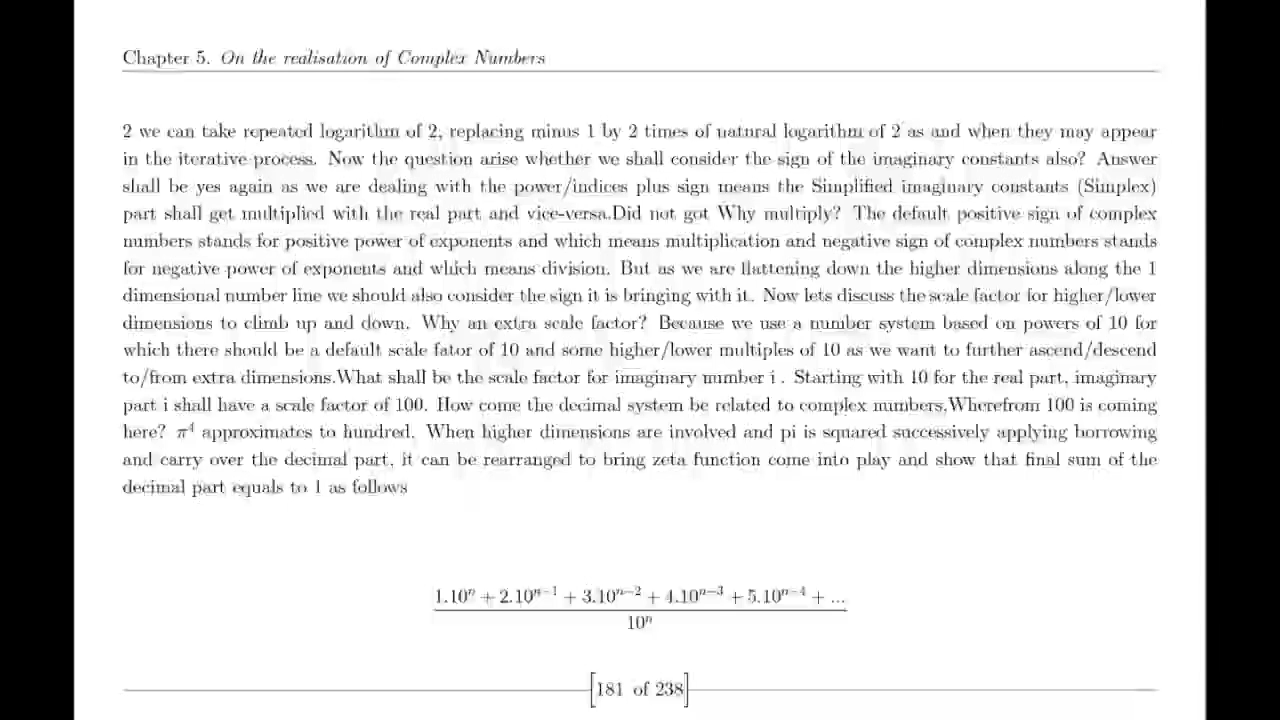 Chapter 5. On the realisation of Complex Numbers
2 we can take repeated logarithm of 2, replacing minus 1 by 2 times of natural logarithm of 2 as and when they may appear
in the iterative process. Now the question arise whether we shall consider the sign of the imaginary constants also? Answer
shall be yes again as we are dealing with the power/indices plus sign means the Simplified imaginary constants (Simplex)
part shall get multiplied with the real part and vice-versa.Did not got Why multiply? The default positive sign of complex
numbers stands for positive power of exponents and which means multiplication and negative sign of complex numbers stands
for negative power of exponents and which means division. But as we are flattening down the higher dimensions along the 1
dimensional number line we should also consider the sign it is bringing with it. Now lets discuss the scale factor for higher/lower
dimensions to climb up and down. Why an extra scale factor? Because we use a number system based on powers of 10 for
which there should be a default scale fator of 10 and some higher/lower multiples of 10 as we want to further ascend/descend
to/from extra dimensions.What shall be the scale factor for imaginary number i . Starting with 10 for the real part, imaginary
part i shall have a scale factor of 100. How come the decimal system be related to complex numbers.Wherefrom 100 is coming
here? π⁴ approximates to hundred. When higher dimensions are involved and pi is squared successively applying borrowing
and carry over the decimal part, it can be rearranged to bring zeta function come into play and show that final sum of the
decimal part equals to 1 as follows
1.10ⁿ + 2.10ⁿ⁻¹ + 3.10ⁿ⁻² + 4.10ⁿ⁻³ + 5.10ⁿ⁻⁴ + ...
10ⁿ
[181 of 238]